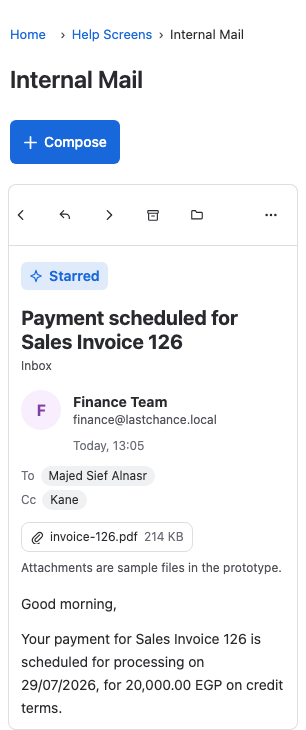 Home > Help Screens > Internal Mail
Internal Mail
+ Compose
Starred
Payment scheduled for
Sales Invoice 126
Inbox
F
Finance Team
finance@lastchance.local
Today, 13:05
To Majed Sief Alnasr
Cc Kane
invoice-126.pdf 214 KB
Attachments are sample files in the prototype.
Good morning,
Your payment for Sales Invoice 126 is
scheduled for processing on
29/07/2026, for 20,000.00 EGP on credit
terms.